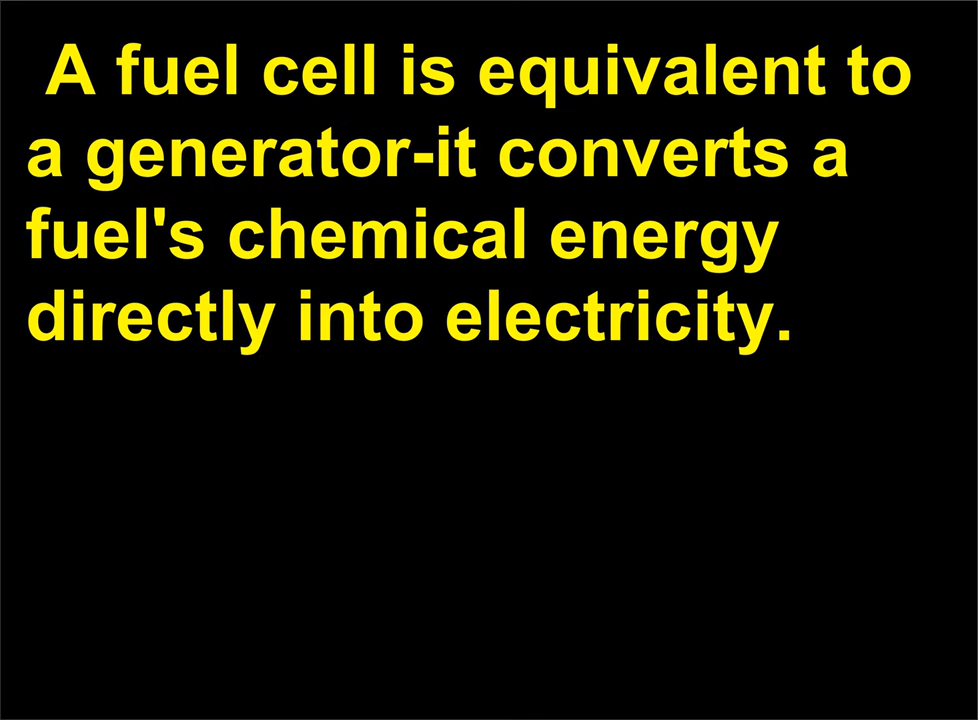 A fuel cell is equivalent to
a generator-it converts a
fuel's chemical energy
directly into electricity.